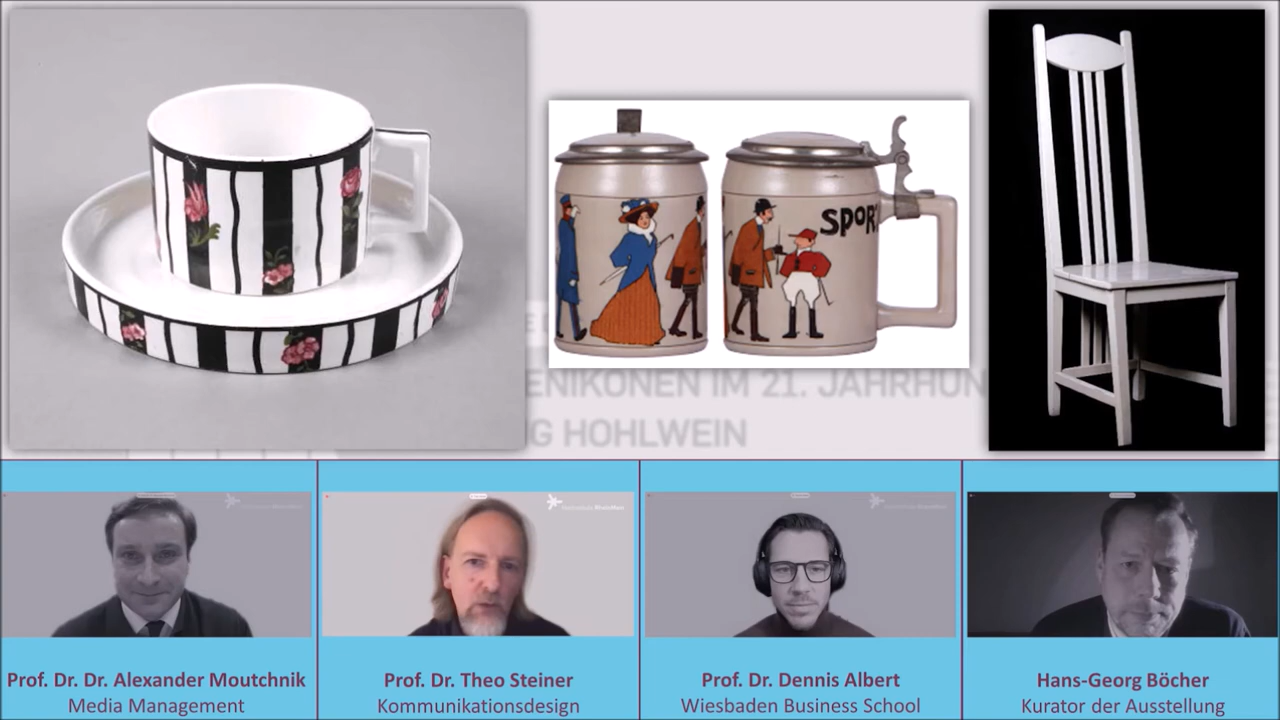 SPORT
ENIKONEN IM 21. JAHRHUN
G HOHLWEIN
Prof. Dr. Dr. Alexander Moutchnik
Media Management
Prof. Dr. Theo Steiner
Kommunikationsdesign
Prof. Dr. Dennis Albert
Wiesbaden Business School
Hans-Georg Böcher
Kurator der Ausstellung